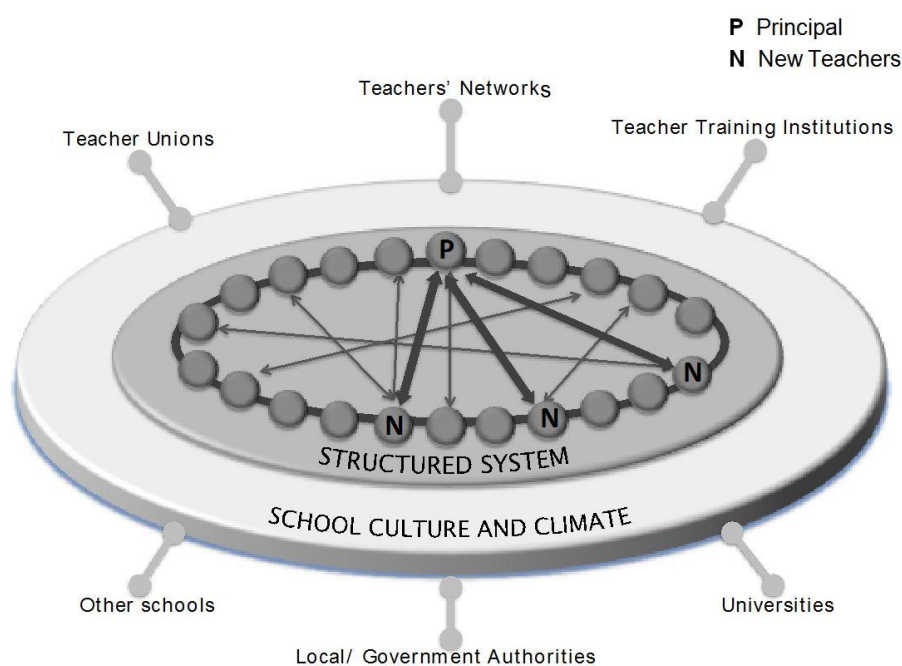 P Principal
N New Teachers
Teachers' Networks
Teacher Training Institutions
Teacher Unions
P
N
N
N
STRUCTURED SYSTEM
SCHOOL CULTURE AND CLIMATE
Other schools
Universities
Local/ Government Authorities